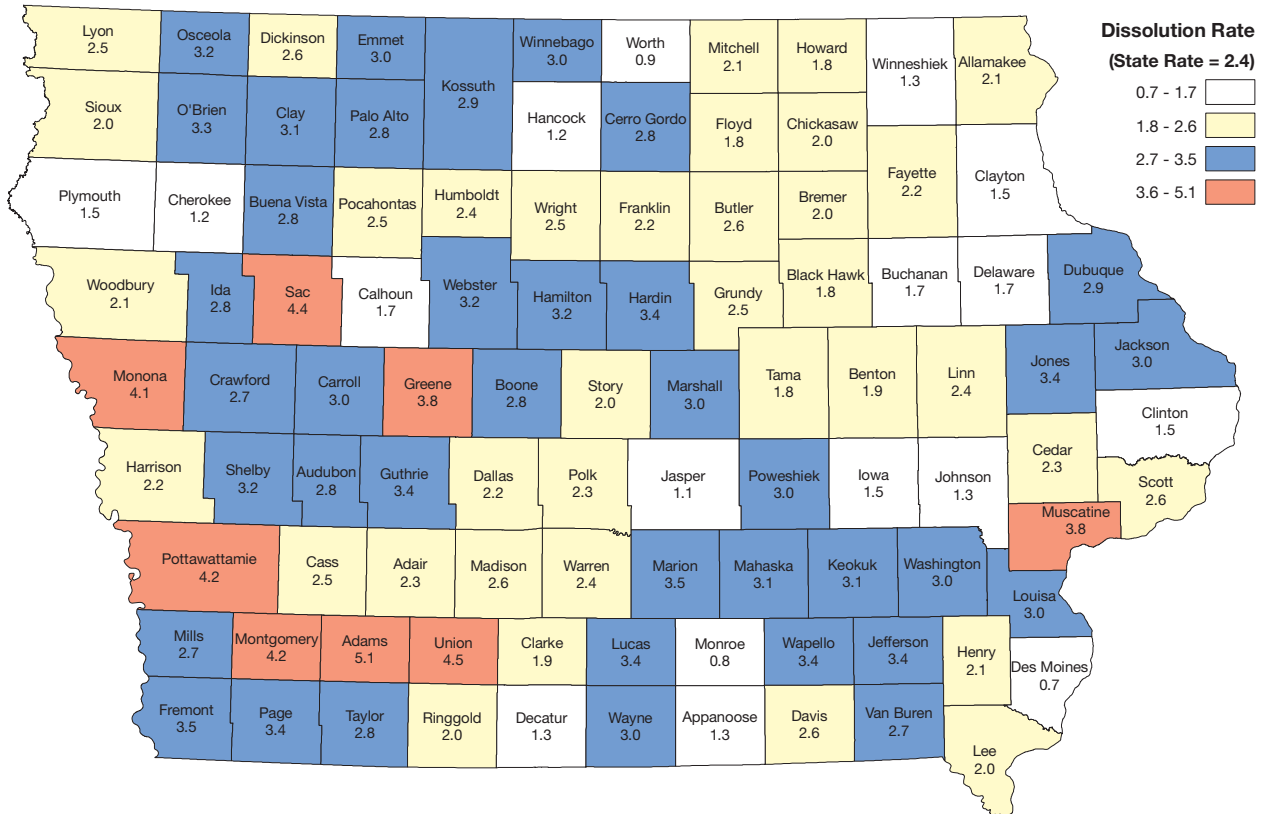 Dissolution Rate
(State Rate = 2.4)
0.7 - 1.7
1.8 - 2.6
2.7 - 3.5
3.6 - 5.1
Lyon
2.5
Osceola
3.2
Dickinson
2.6
Emmet
3.0
Kossuth
2.9
Winnebago
3.0
Worth
0.9
Mitchell
2.1
Howard
1.8
Winneshiek
1.3
Allamakee
2.1
Sioux
2.0
O'Brien
3.3
Clay
3.1
Palo Alto
2.8
Hancock
1.2
Cerro Gordo
2.8
Floyd
1.8
Chickasaw
2.0
Fayette
2.2
Clayton
1.5
Plymouth
1.5
Cherokee
1.2
Buena Vista
2.8
Pocahontas
2.5
Humboldt
2.4
Wright
2.5
Franklin
2.2
Butler
2.6
Bremer
2.0
Woodbury
2.1
Ida
2.8
Sac
4.4
Calhoun
1.7
Webster
3.2
Hamilton
3.2
Hardin
3.4
Grundy
2.5
Black Hawk
1.8
Buchanan
1.7
Delaware
1.7
Dubuque
2.9
Monona
4.1
Crawford
2.7
Carroll
3.0
Greene
3.8
Boone
2.8
Story
2.0
Marshall
3.0
Tama
1.8
Benton
1.9
Linn
2.4
Jones
3.4
Jackson
3.0
Clinton
1.5
Harrison
2.2
Shelby
3.2
Audubon
2.8
Guthrie
3.4
Dallas
2.2
Polk
2.3
Jasper
1.1
Poweshiek
3.0
Iowa
1.5
Johnson
1.3
Cedar
2.3
Scott
2.6
Muscatine
3.8
Pottawattamie
4.2
Cass
2.5
Adair
2.3
Madison
2.6
Warren
2.4
Marion
3.5
Mahaska
3.1
Keokuk
3.1
Washington
3.0
Louisa
3.0
Mills
2.7
Montgomery
4.2
Adams
5.1
Union
4.5
Clarke
1.9
Lucas
3.4
Monroe
0.8
Wapello
3.4
Jefferson
3.4
Henry
2.1
Des Moines
0.7
Fremont
3.5
Page
3.4
Taylor
2.8
Ringgold
2.0
Decatur
1.3
Wayne
3.0
Appanoose
1.3
Davis
2.6
Van Buren
2.7
Lee
2.0